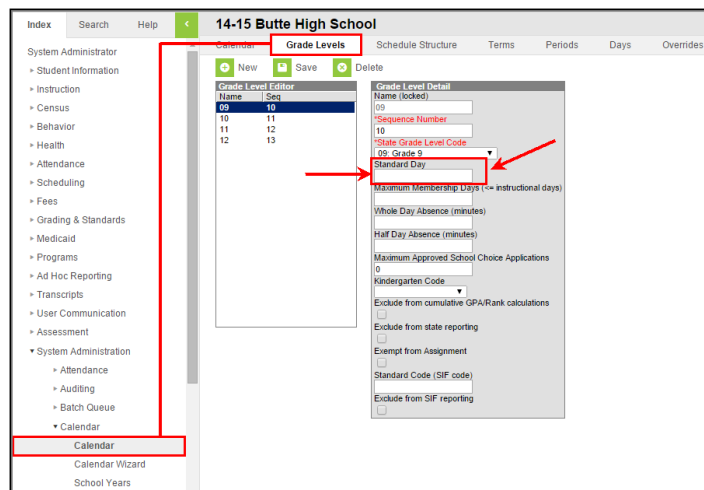 Index
Search
Help
14-15 Butte High School
Calendar
Grade Levels
Schedule Structure
Terms
Periods
Days
Overrides
New
Save
Delete
System Administrator
Student Information
Instruction
Census
Behavior
Health
Attendance
Scheduling
Fees
Grading & Standards
Medicaid
Programs
Ad Hoc Reporting
Transcripts
User Communication
Assessment
System Administration
Attendance
Auditing
Batch Queue
Calendar
Calendar
Calendar Wizard
School Years
Grade Level Editor
Name Seq
09 10
10 11
11 12
12 13
Grade Level Detail
Name (locked)
09
*Sequence Number
10
*State Grade Level Code
09: Grade 9
Standard Day
Maximum Membership Days (<= instructional days)
Whole Day Absence (minutes)
Half Day Absence (minutes)
Maximum Approved School Choice Applications
0
Kindergarten Code
Exclude from cumulative GPA/Rank calculations
Exclude from state reporting
Exempt from Assignment
Standard Code (SIF code)
Exclude from SIF reporting